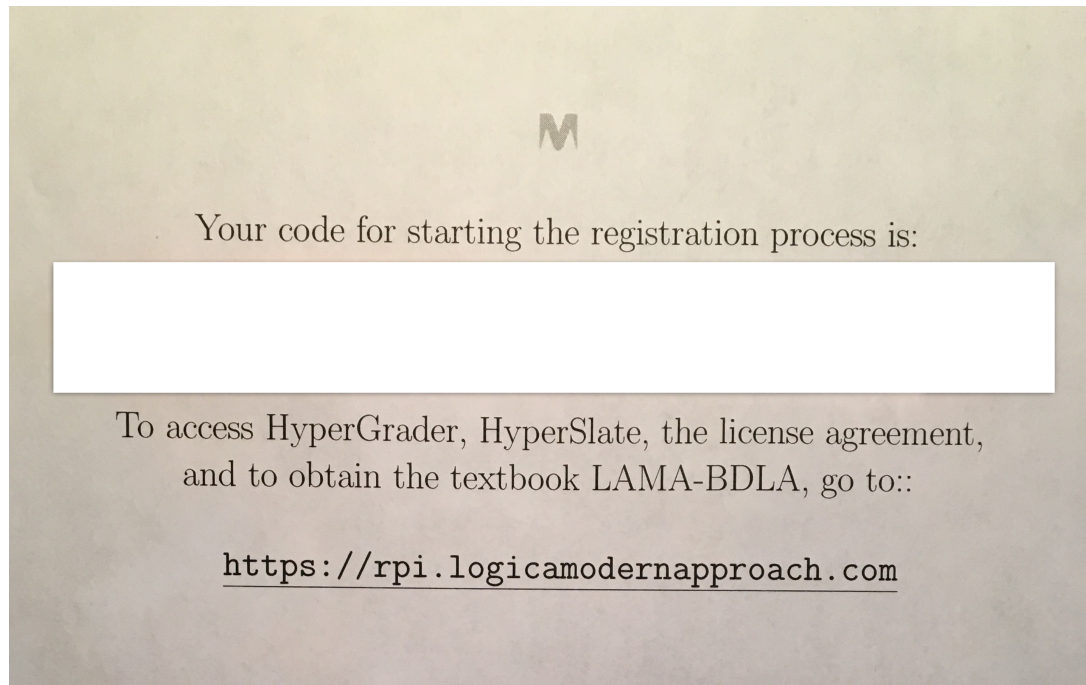 M
Your code for starting the registration process is:
To access HyperGrader, HyperSlate, the license agreement,
and to obtain the textbook LAMA-BDLA, go to::
https://rpi.logicamodernapproach.com